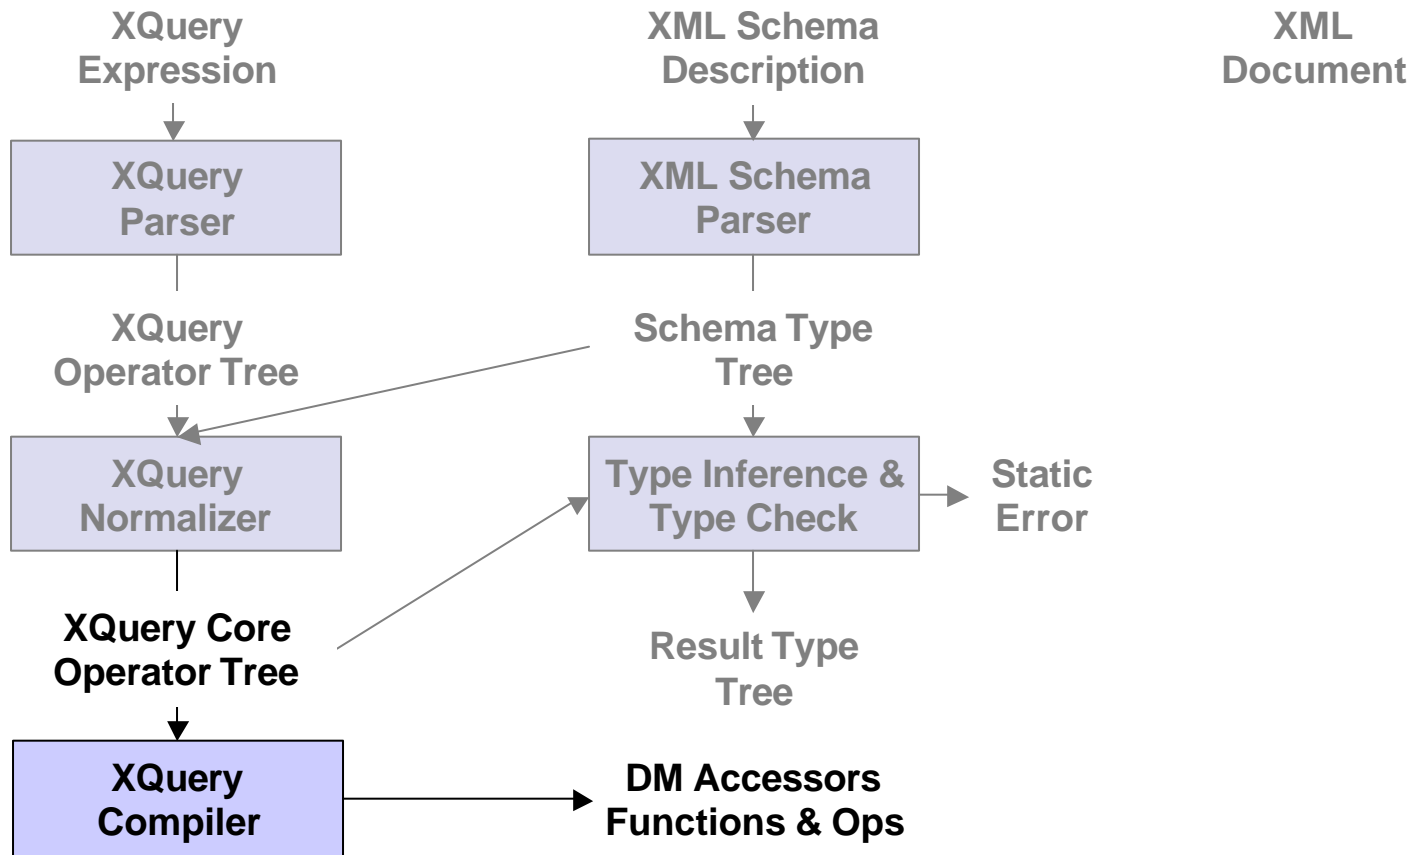 XQuery
Expression
XML Schema
Description
XML
Document
XQuery
Parser
XML Schema
Parser
XQuery
Operator Tree
Schema Type
Tree
XQuery
Normalizer
Type Inference &
Type Check
Static
Error
XQuery Core
Operator Tree
Result Type
Tree
XQuery
Compiler
DM Accessors
Functions & Ops